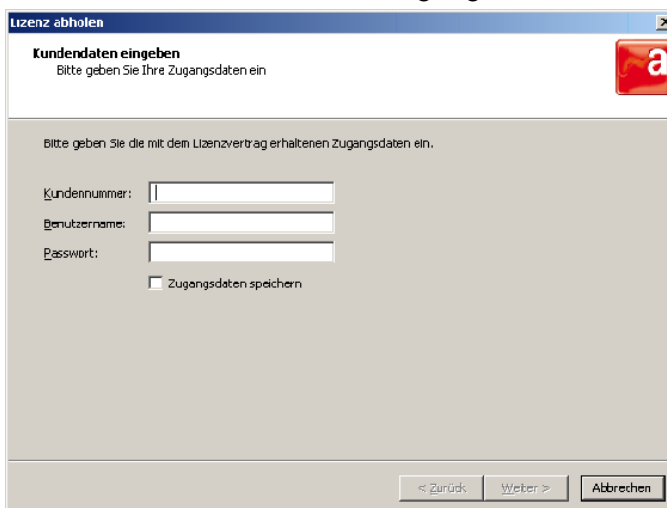 Lizenz abholen
Kundendaten eingeben
Bitte geben Sie Ihre Zugangsdaten ein
a
Bitte geben Sie die mit dem Lizenzvertrag erhaltenen Zugangsdaten ein.
Kundennummer:
Benutzername:
Passwort:
Zugangsdaten speichern
< Zurück Weiter > Abbrechen